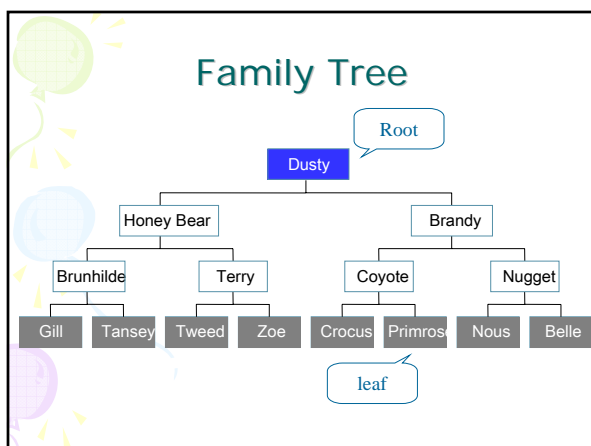 Family Tree
Root
Dusty
Honey Bear Brandy
Brunhilde Terry Coyote Nugget
Gill Tansey Tweed Zoe Crocus Primrose Nous Belle
leaf